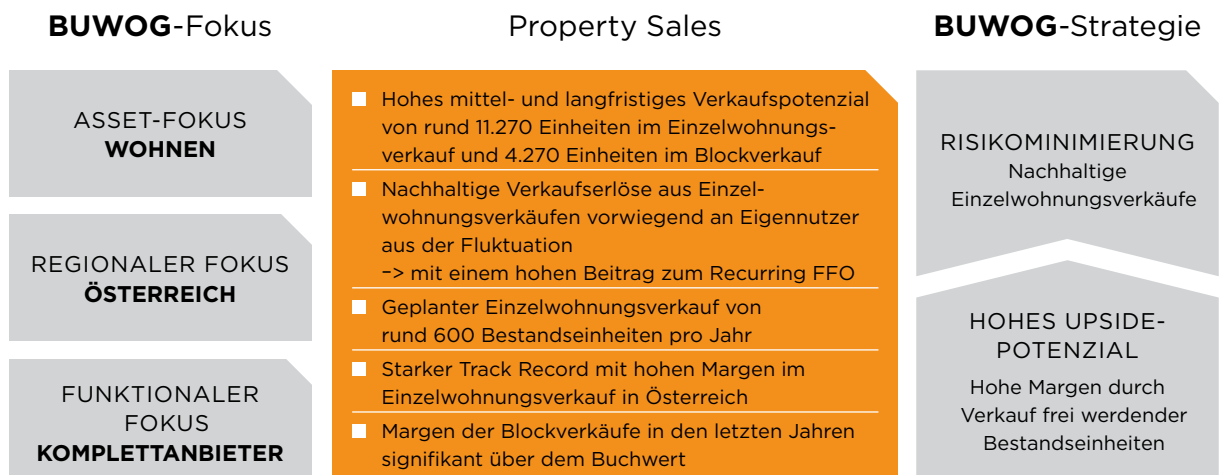 BUWOG-Fokus
ASSET-FOKUS
WOHNEN
REGIONALER FOKUS
ÖSTERREICH
FUNKTIONALER
FOKUS
KOMPLETTANBIETER
Property Sales
Hohes mittel- und langfristiges Verkaufspotenzial
von rund 11.270 Einheiten im Einzelwohnungs-
verkauf und 4.270 Einheiten im Blockverkauf
Nachhaltige Verkaufserlöse aus Einzel-
wohnungsverkäufen vorwiegend an Eigennutzer
aus der Fluktuation
–> mit einem hohen Beitrag zum Recurring FFO
Geplanter Einzelwohnungsverkauf von
rund 600 Bestandseinheiten pro Jahr
Starker Track Record mit hohen Margen im
Einzelwohnungsverkauf in Österreich
Margen der Blockverkäufe in den letzten Jahren
signifikant über dem Buchwert
BUWOG-Strategie
RISIKOMINIMIERUNG
Nachhaltige
Einzelwohnungsverkäufe
HOHES UPSIDE-
POTENZIAL
Hohe Margen durch
Verkauf frei werdender
Bestandseinheiten